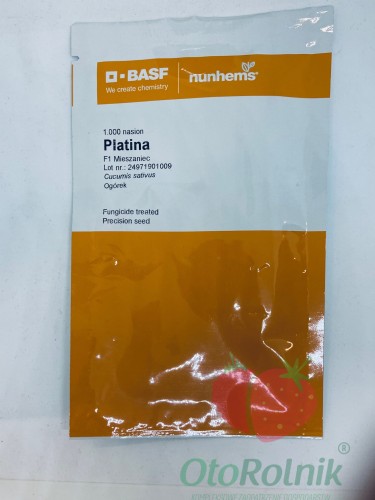 BASF
We create chemistry
nunhems®
1.000 nasion
Platina
F1 Mieszaniec
Lot nr.: 24971901009
Cucumis sativus
Ogórek
Fungicide treated
Precision seed
OtoRolnik®